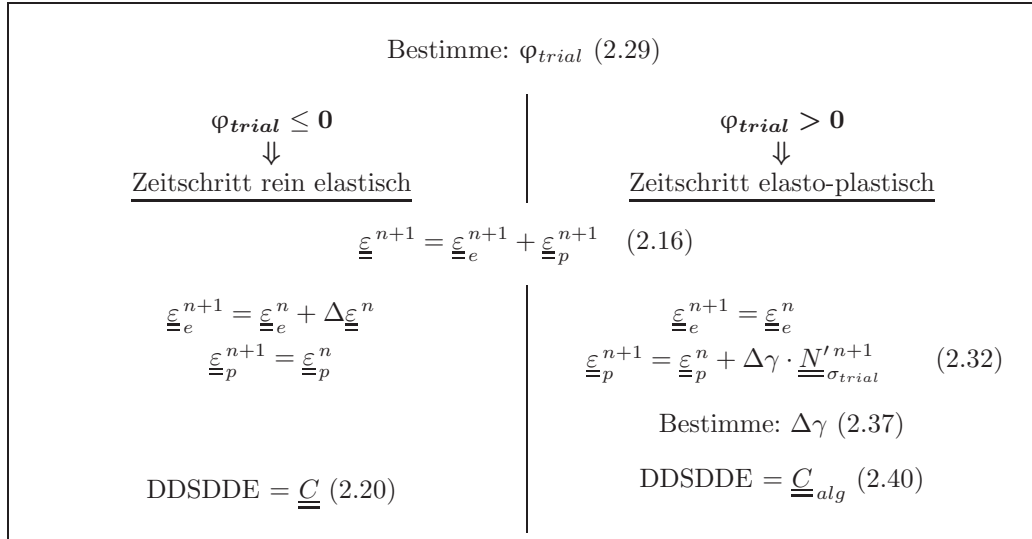 Bestimme: φ_trial (2.29)
φ_trial ≤ 0
φ_trial > 0
⇓
⇓
Zeitschritt rein elastisch
Zeitschritt elasto-plastisch
ε^{n+1} = ε_e^{n+1} + ε_p^{n+1} (2.16)
ε_e^{n+1} = ε_e^n + Δε^n
ε_e^{n+1} = ε_e^n
ε_p^{n+1} = ε_p^n
ε_p^{n+1} = ε_p^n + Δγ · N'^{n+1}_{σ_trial} (2.32)
Bestimme: Δγ (2.37)
DDSDDE = C (2.20)
DDSDDE = C_alg (2.40)